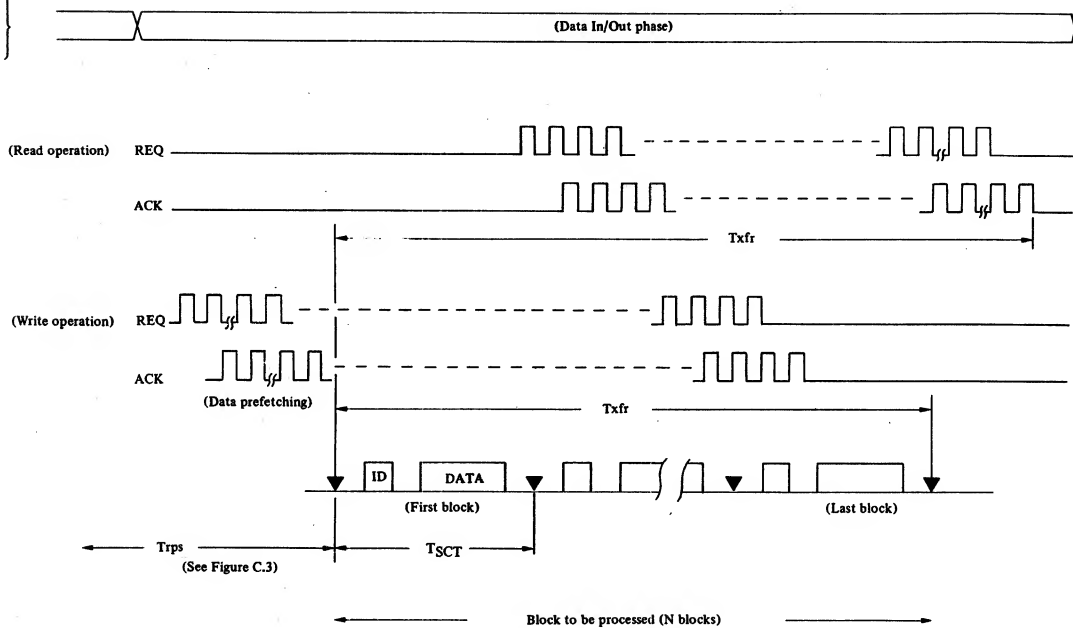 (Data In/Out phase)
(Read operation) REQ
ACK
Txfr
(Write operation) REQ
ACK
(Data prefetching)
Txfr
ID DATA
(First block) (Last block)
Trps TSCT
(See Figure C.3)
Block to be processed (N blocks)